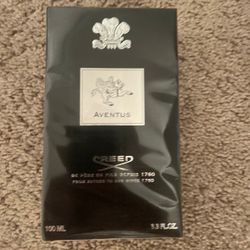 AVENTUS
CREED
DE PÈRE EN FILS DEPUIS 1760
FROM FATHER TO SON SINCE 1760
100 ML 3.3 FL.OZ.